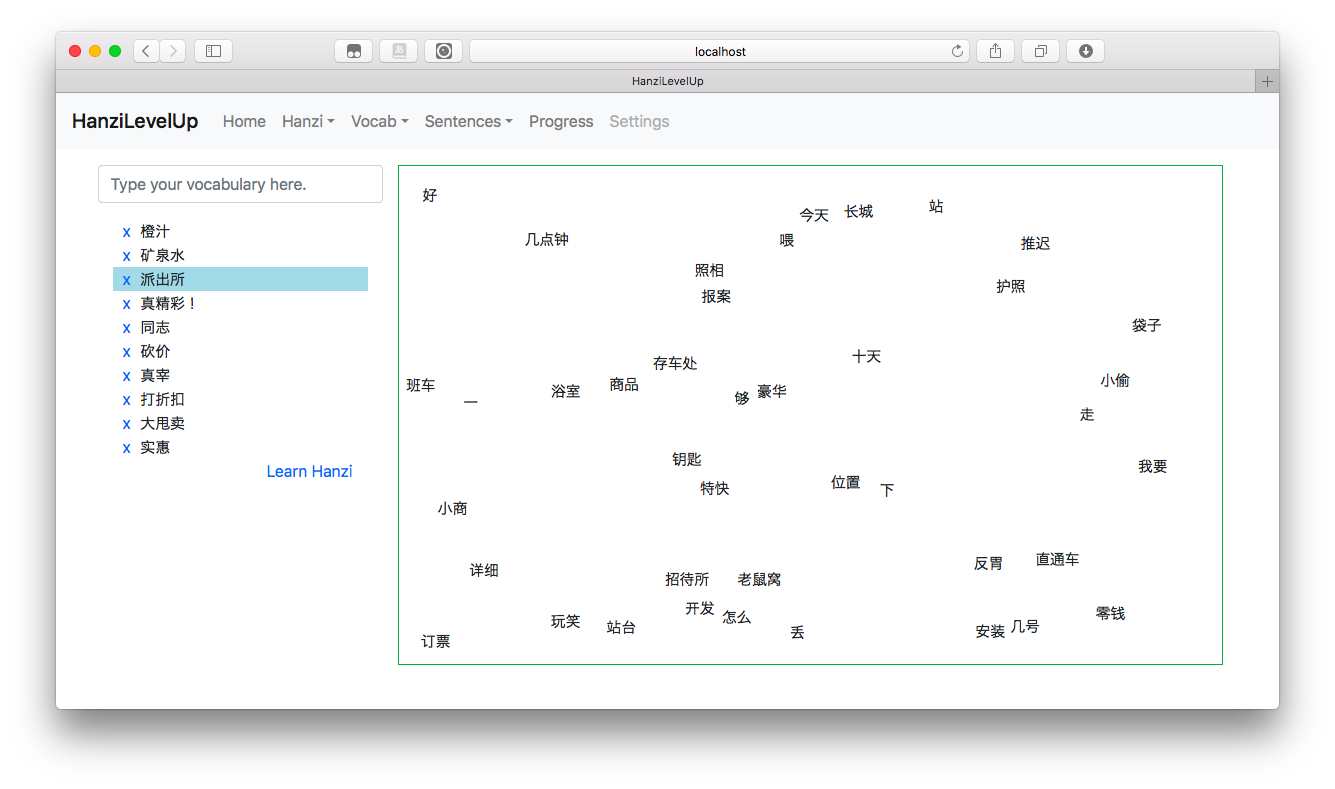 localhost
HanziLevelUp
HanziLevelUp Home Hanzi Vocab Sentences Progress Settings
Type your vocabulary here.
x 橙汁
x 矿泉水
x 派出所
x 真精彩！
x 同志
x 砍价
x 真宰
x 打折扣
x 大甩卖
x 实惠
Learn Hanzi
好
今天 长城 站
几点钟 喂 推迟
照相
护照
报案
袋子
存车处 十天
班车 浴室 商品 小偷
一 够 豪华
走
钥匙 我要
特快 位置 下
小商
反胃 直通车
详细 招待所 老鼠窝
开发 怎么 零钱
玩笑 站台 丢 安装 几号
订票